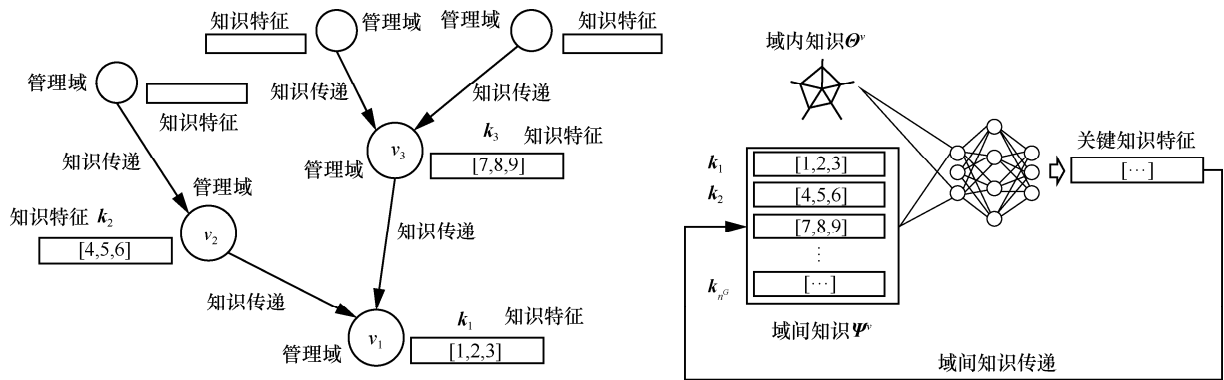 知识特征
管理域
管理域
知识特征
管理域
知识特征
知识传递
知识传递
知识传递
v3
k3 知识特征
[7,8,9]
管理域
管理域
知识特征 k2
[4,5,6]
v2
知识传递
知识传递
v1
k1 知识特征
[1,2,3]
管理域
域内知识Θv
k1 [1,2,3]
k2 [4,5,6]
[7,8,9]
⋮
knG [⋯]
域间知识Ψv
关键知识特征
[⋯]
域间知识传递